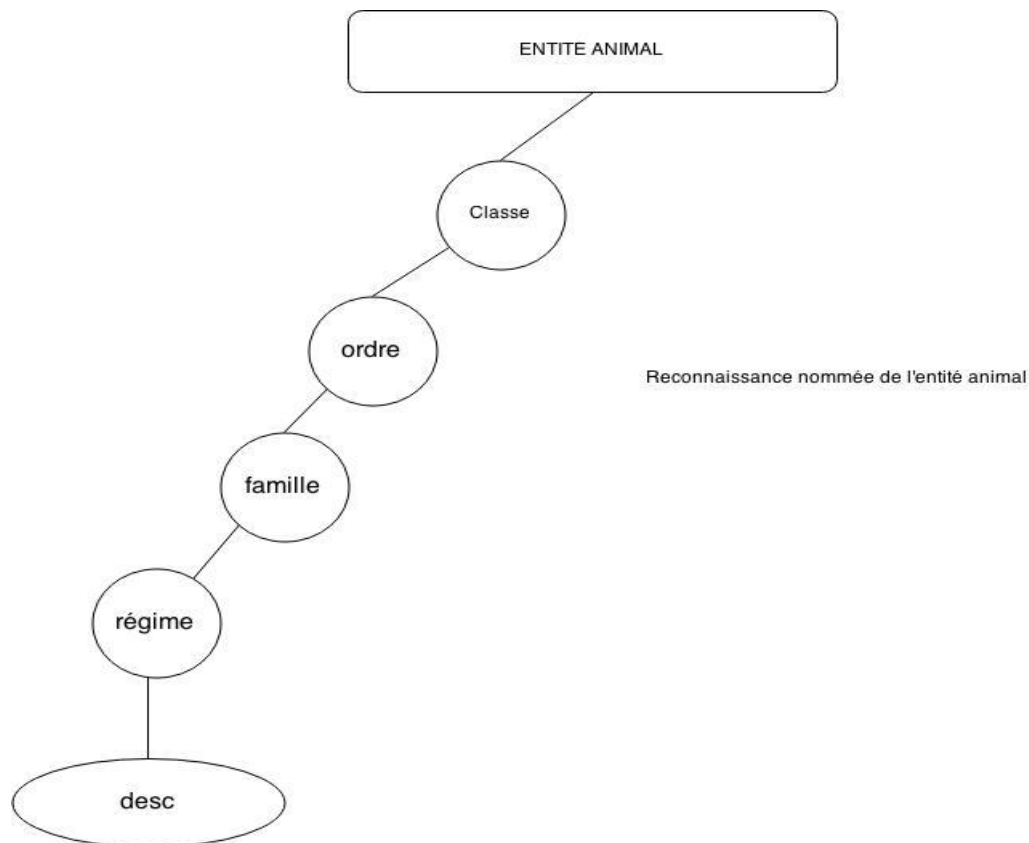 ENTITE ANIMAL
Classe
ordre
Reconnaissance nommée de l'entité animal
famille
régime
desc